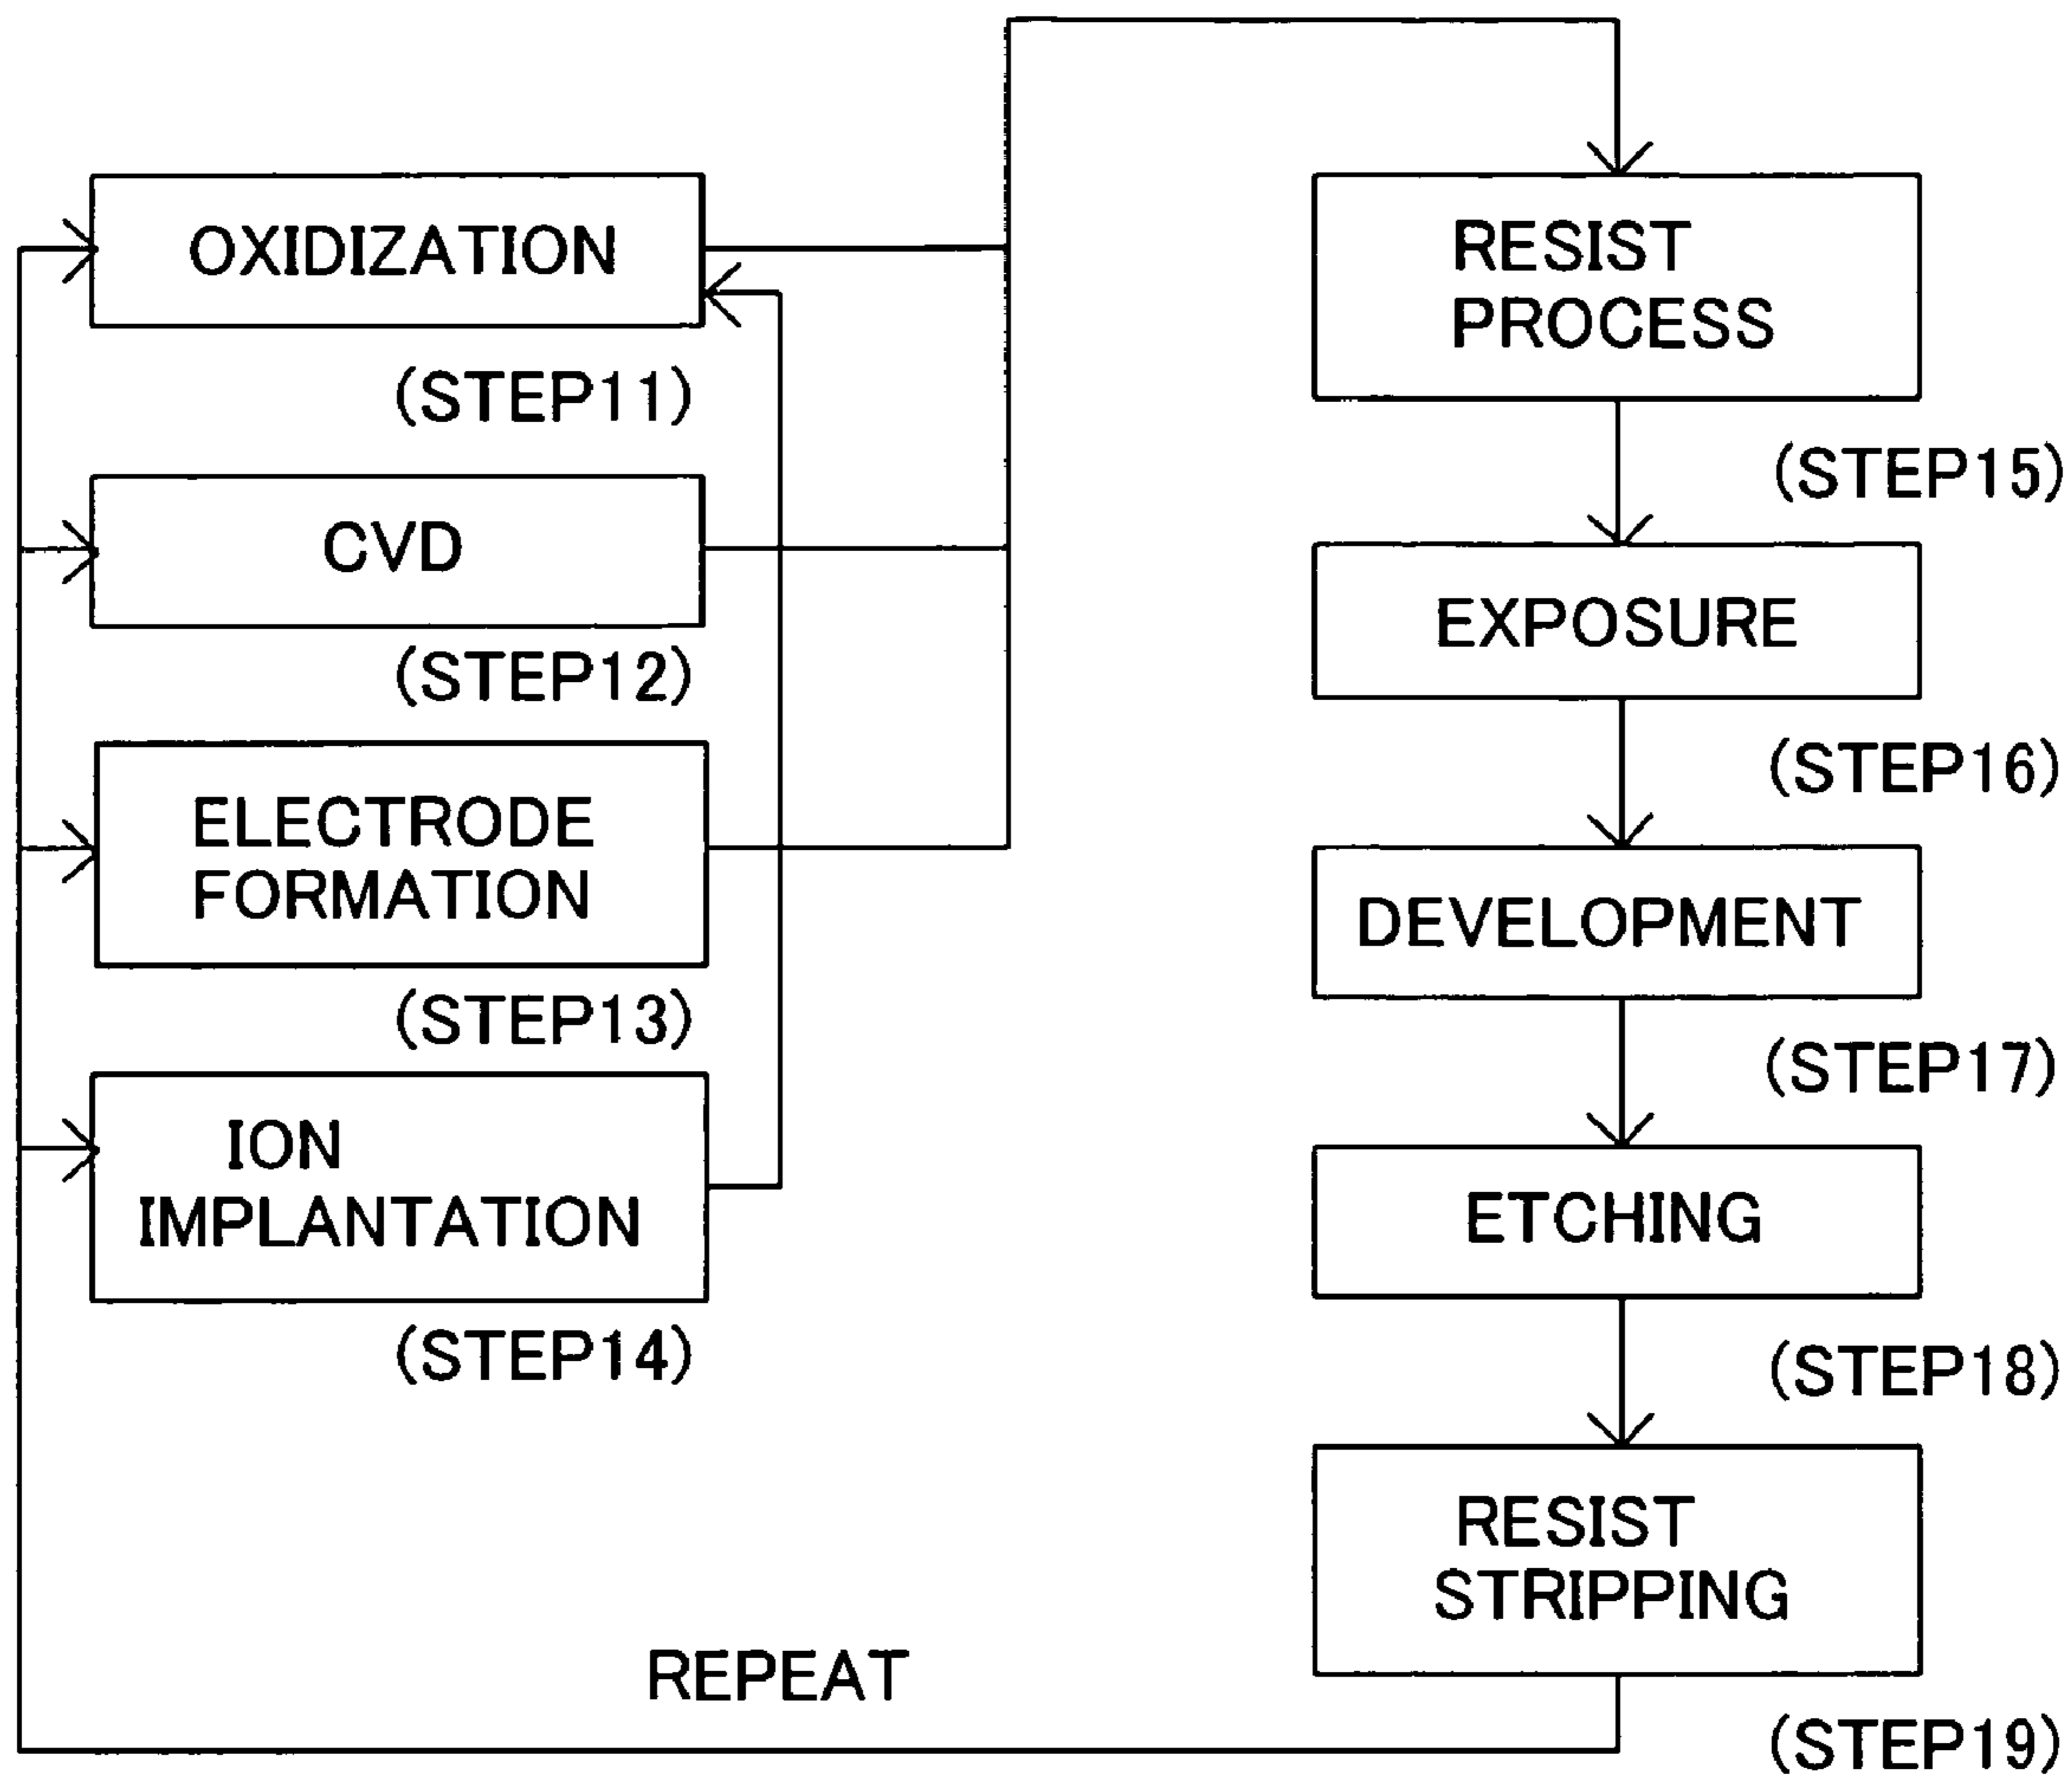 OXIDIZATION
(STEP11)
CVD
(STEP12)
ELECTRODE
FORMATION
(STEP13)
ION
IMPLANTATION
(STEP14)
RESIST
PROCESS
(STEP15)
EXPOSURE
(STEP16)
DEVELOPMENT
(STEP17)
ETCHING
(STEP18)
RESIST
STRIPPING
(STEP19)
REPEAT